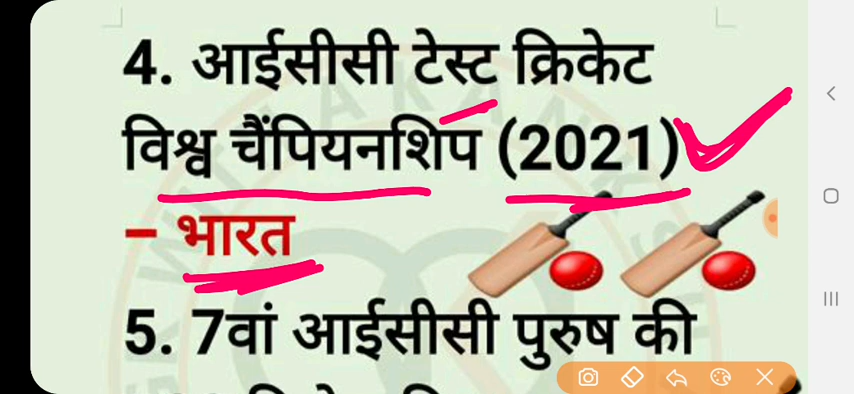 4. आईसीसी टेस्ट क्रिकेट
विश्व चैंपियनशिप (2021)
– भारत
5. 7वां आईसीसी पुरुष की